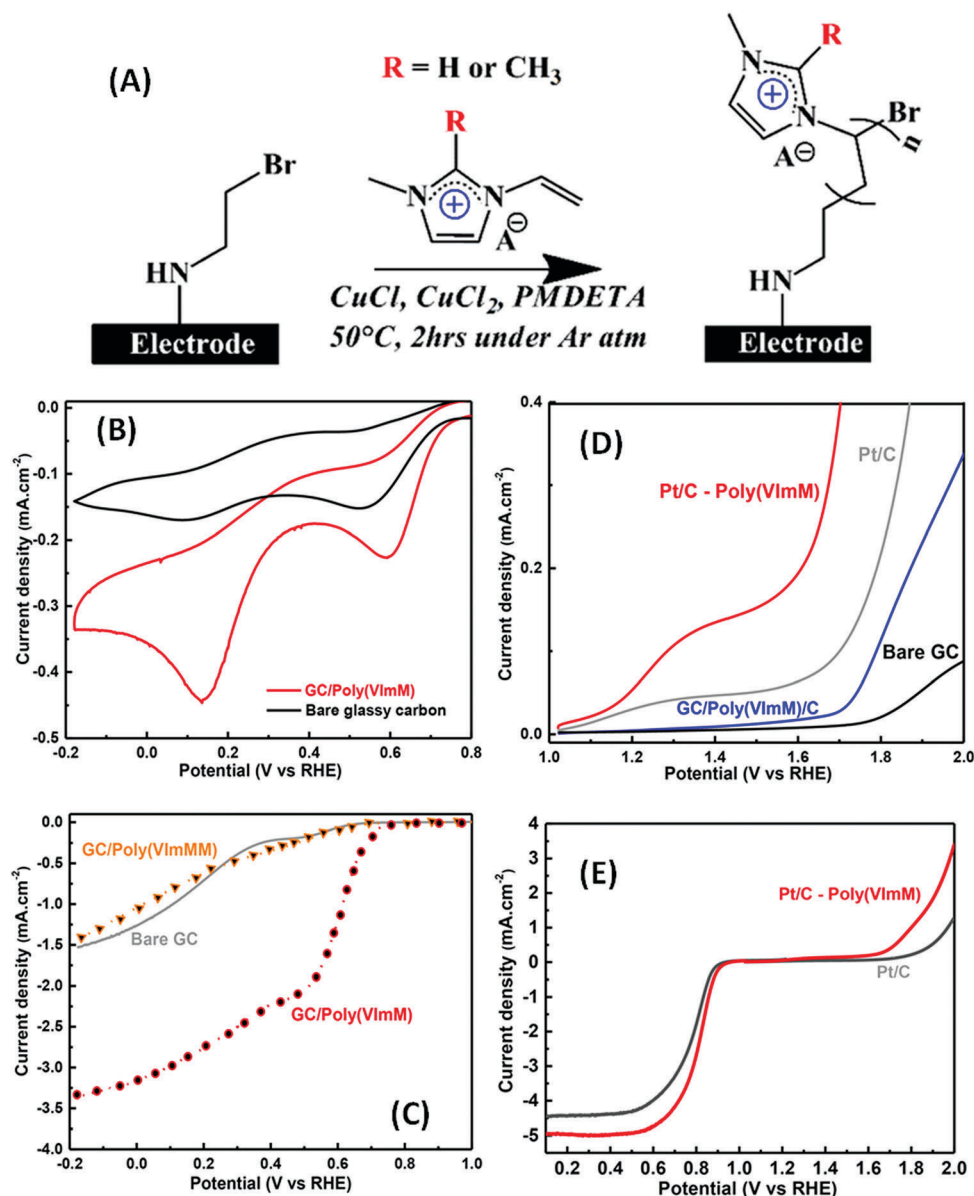 (A)
R = H or CH3
Br
HN
Electrode
R
N
N
A⊖
CuCl, CuCl2, PMDETA
50°C, 2hrs under Ar atm
R
N
N
Br
n
A⊖
HN
Electrode
(B)
0.0
-0.1
-0.2
-0.3
-0.4
-0.5
Current density (mA.cm-2)
GC/Poly(VImM)
Bare glassy carbon
-0.2 0.0 0.2 0.4 0.6 0.8
Potential (V vs RHE)
(D)
0.4
0.2
0.0
Current density (mA.cm-2)
Pt/C
Pt/C - Poly(VImM)
Bare GC
GC/Poly(VImM)/C
1.0 1.2 1.4 1.6 1.8 2.0
Potential (V vs RHE)
0.0
-0.5
-1.0
-1.5
-2.0
-2.5
-3.0
-3.5
-4.0
Current density (mA.cm-2)
GC/Poly(VImMM)
Bare GC
GC/Poly(VImM)
(C)
-0.2 0.0 0.2 0.4 0.6 0.8 1.0
Potential (V vs RHE)
4
3
2
1
0
-1
-2
-3
-4
-5
Current density (mA.cm-2)
(E)
Pt/C - Poly(VImM)
Pt/C
0.2 0.4 0.6 0.8 1.0 1.2 1.4 1.6 1.8 2.0
Potential (V vs RHE)